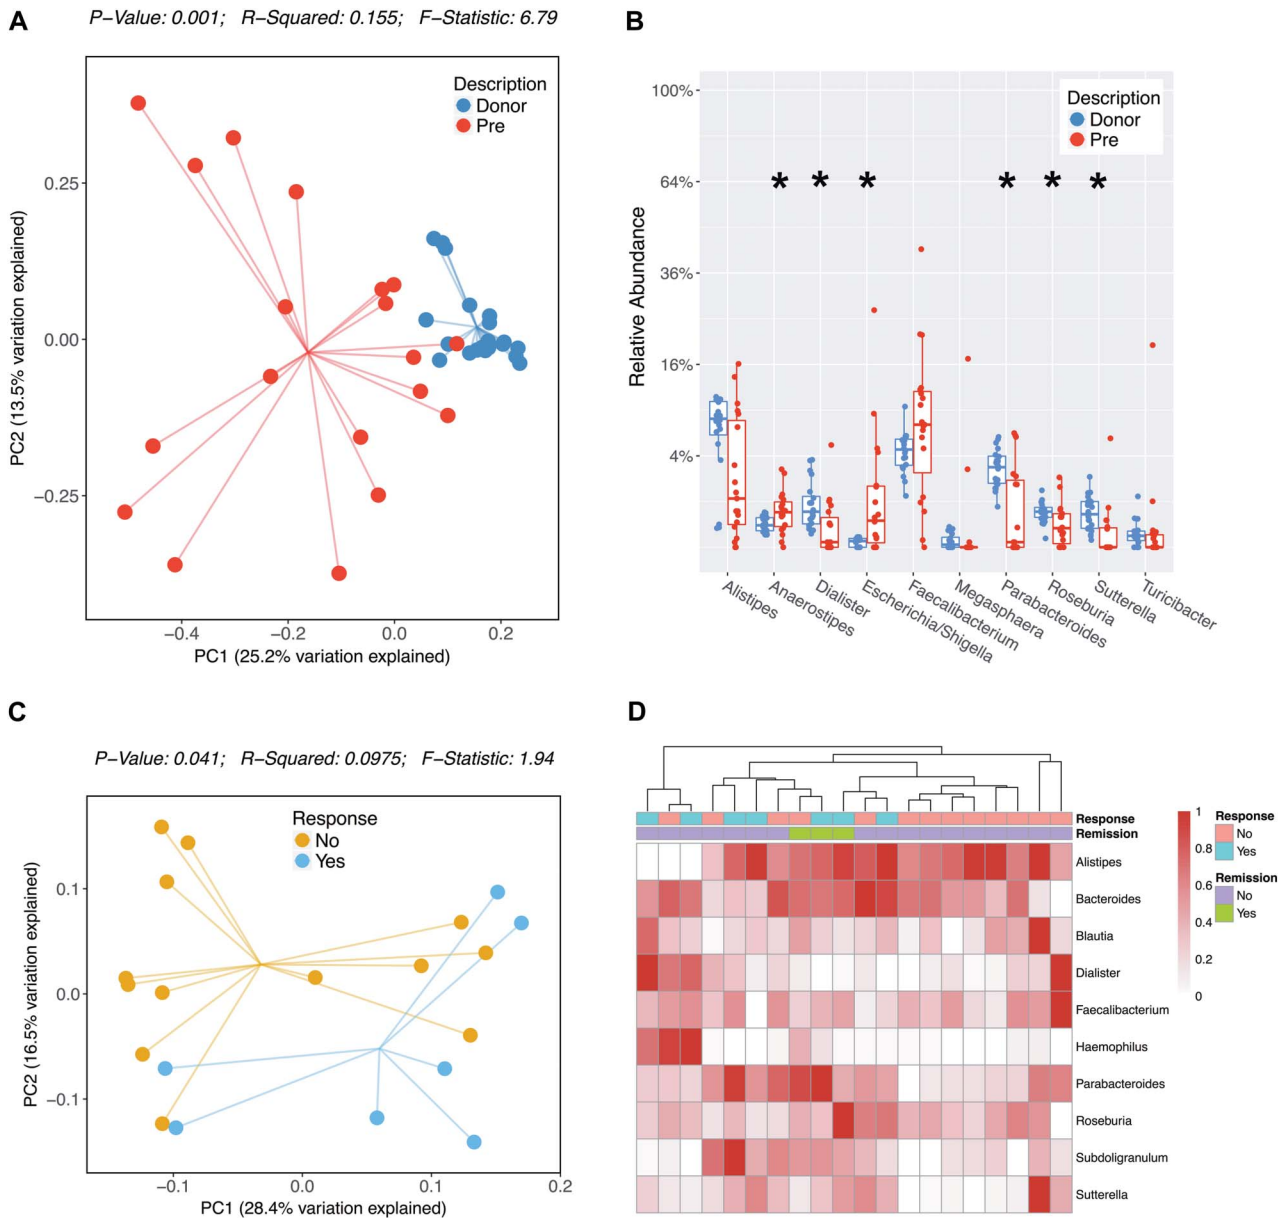 A
P−Value: 0.001; R−Squared: 0.155; F−Statistic: 6.79
Description
Donor
Pre
0.25
0.00
−0.25
PC2 (13.5% variation explained)
−0.4
−0.2
0.0
0.2
PC1 (25.2% variation explained)
B
Description
Donor
Pre
100%
64%
36%
16%
4%
Relative Abundance
* * * * * *
Alistipes
Anaerostipes
Dialister
Escherichia/Shigella
Faecalibacterium
Megasphaera
Parabacteroides
Roseburia
Sutterella
Turicibacter
C
P−Value: 0.041; R−Squared: 0.0975; F−Statistic: 1.94
Response
No
Yes
0.1
0.0
−0.1
PC2 (16.5% variation explained)
−0.1
0.0
0.1
0.2
PC1 (28.4% variation explained)
D
Response
Remission
Alistipes
Bacteroides
Blautia
Dialister
Faecalibacterium
Haemophilus
Parabacteroides
Roseburia
Subdoligranulum
Sutterella
1
0.8
0.6
0.4
0.2
0
Response
No
Yes
Remission
No
Yes